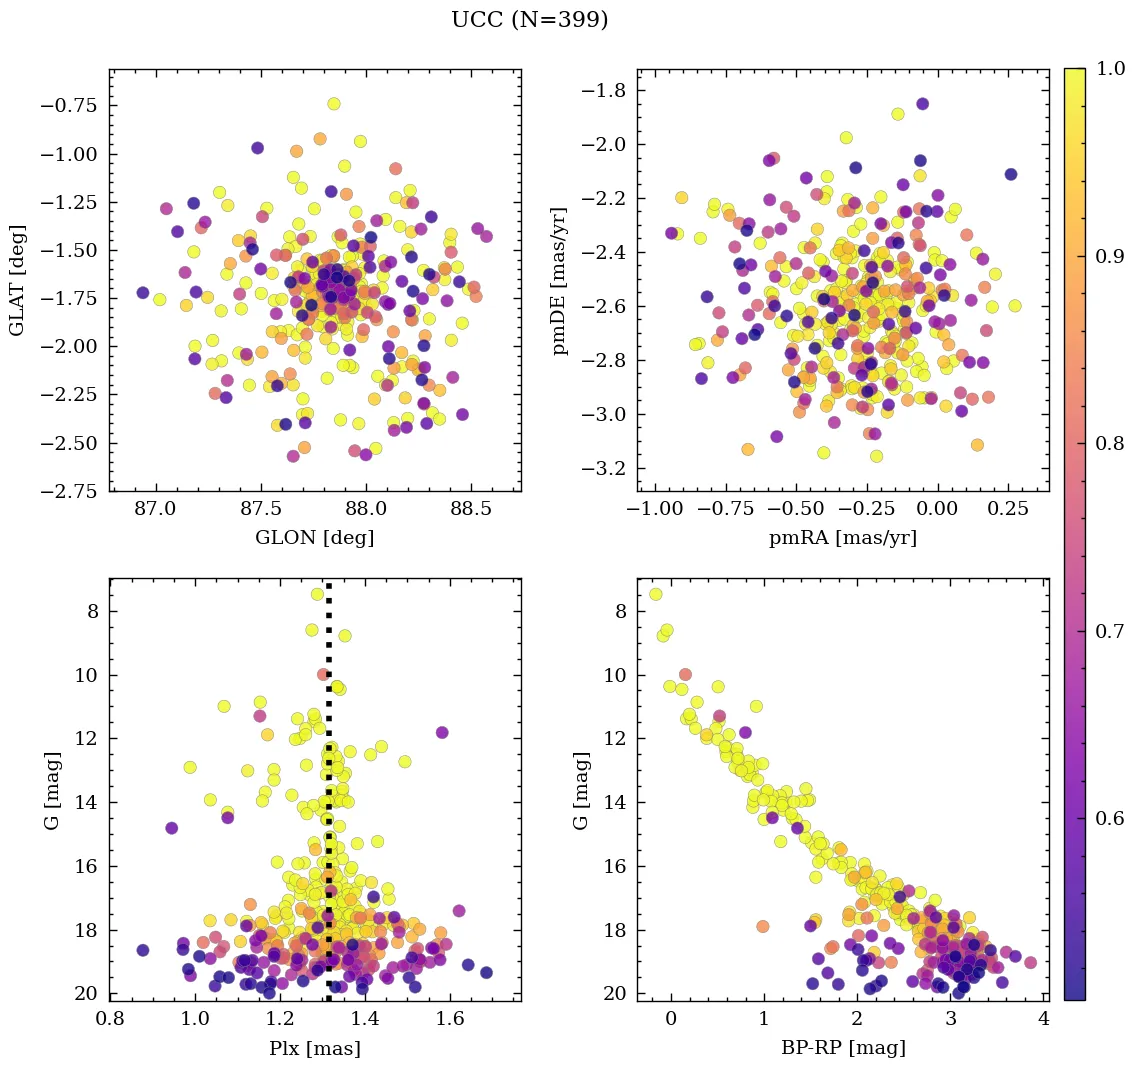 UCC (N=399)
−0.75
−1.00
−1.25
−1.50
−1.75
−2.00
−2.25
−2.50
−2.75
GLAT [deg]
87.0 87.5 88.0 88.5
GLON [deg]
−1.8
−2.0
−2.2
−2.4
−2.6
−2.8
−3.0
−3.2
pmDE [mas/yr]
−1.00 −0.75 −0.50 −0.25 0.00 0.25
pmRA [mas/yr]
8
10
12
14
16
18
20
G [mag]
0.8 1.0 1.2 1.4 1.6
Plx [mas]
8
10
12
14
16
18
20
G [mag]
0 1 2 3 4
BP-RP [mag]
1.0
0.9
0.8
0.7
0.6